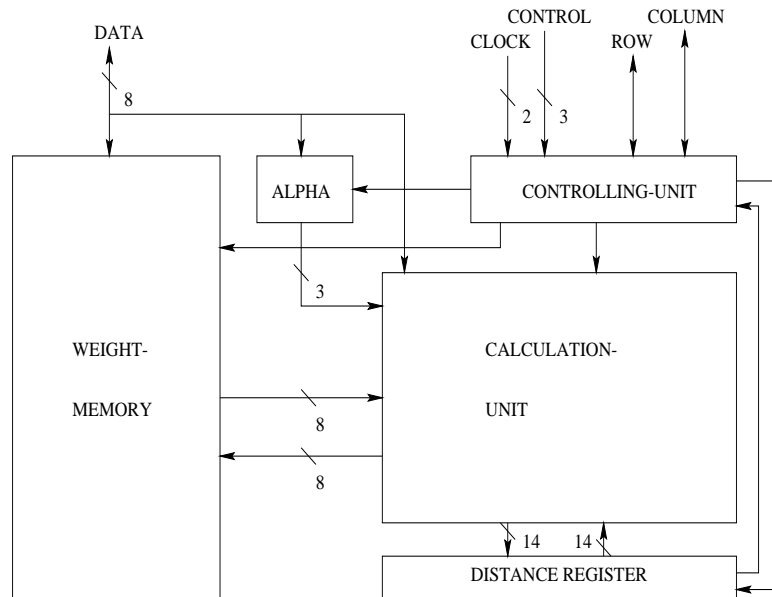 CONTROL
COLUMN
DATA
CLOCK
ROW
8
2
3
ALPHA
CONTROLLING-UNIT
3
WEIGHT-
MEMORY
CALCULATION-
UNIT
8
8
14
14
DISTANCE REGISTER